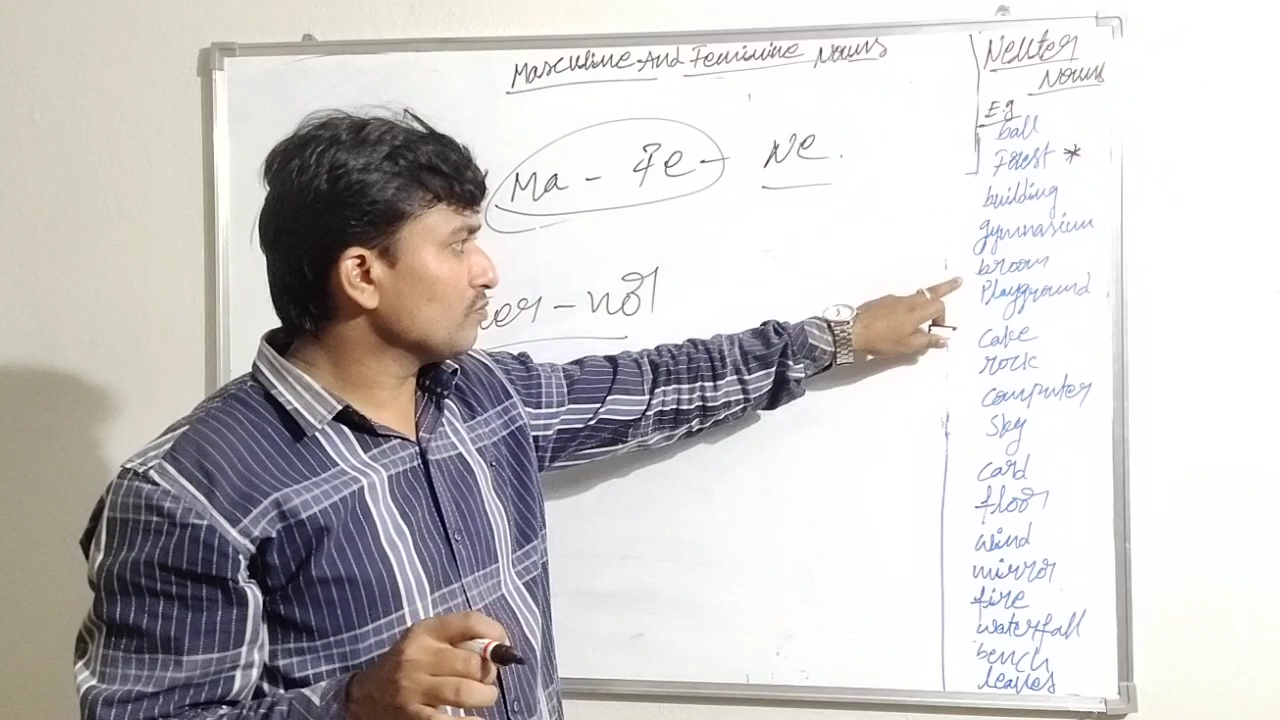 Masculine And Feminine Nouns
Ma - Fe - Ne.
er - nor
Neuter
Nouns
E.g
ball
Forest *
building
gymnasium
broom
Playground
cake
rock
computer
sky
card
floor
wind
mirror
fire
waterfall
bench
leaves